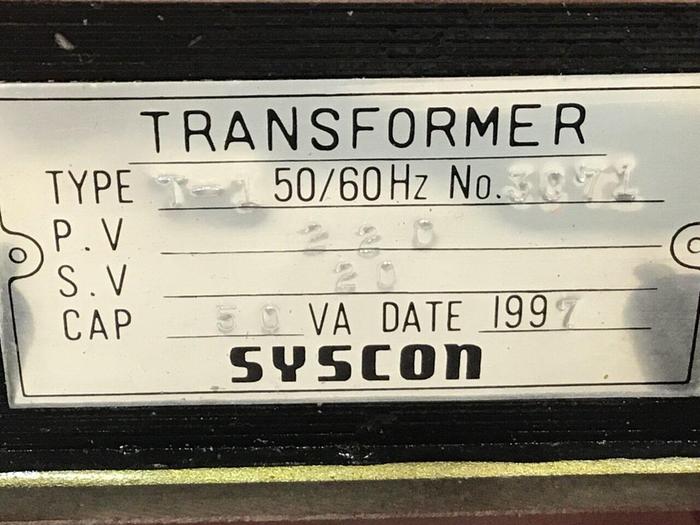 TRANSFORMER
TYPE T-1 50/60Hz No. 3871
P.V 220
S.V 20
CAP 50 VA DATE 1997
SYSCON